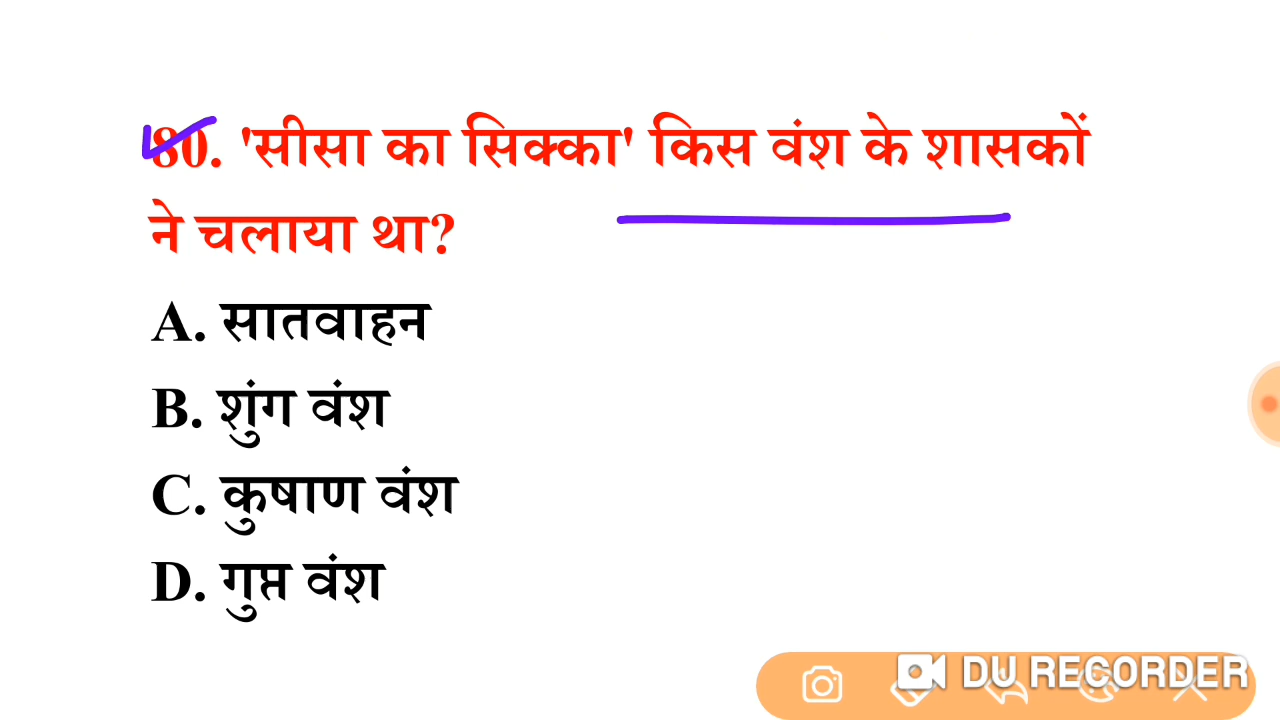 80. 'सीसा का सिक्का' किस वंश के शासकों
ने चलाया था?
A. सातवाहन
B. शुंग वंश
C. कुषाण वंश
D. गुप्त वंश
DU RECORDER